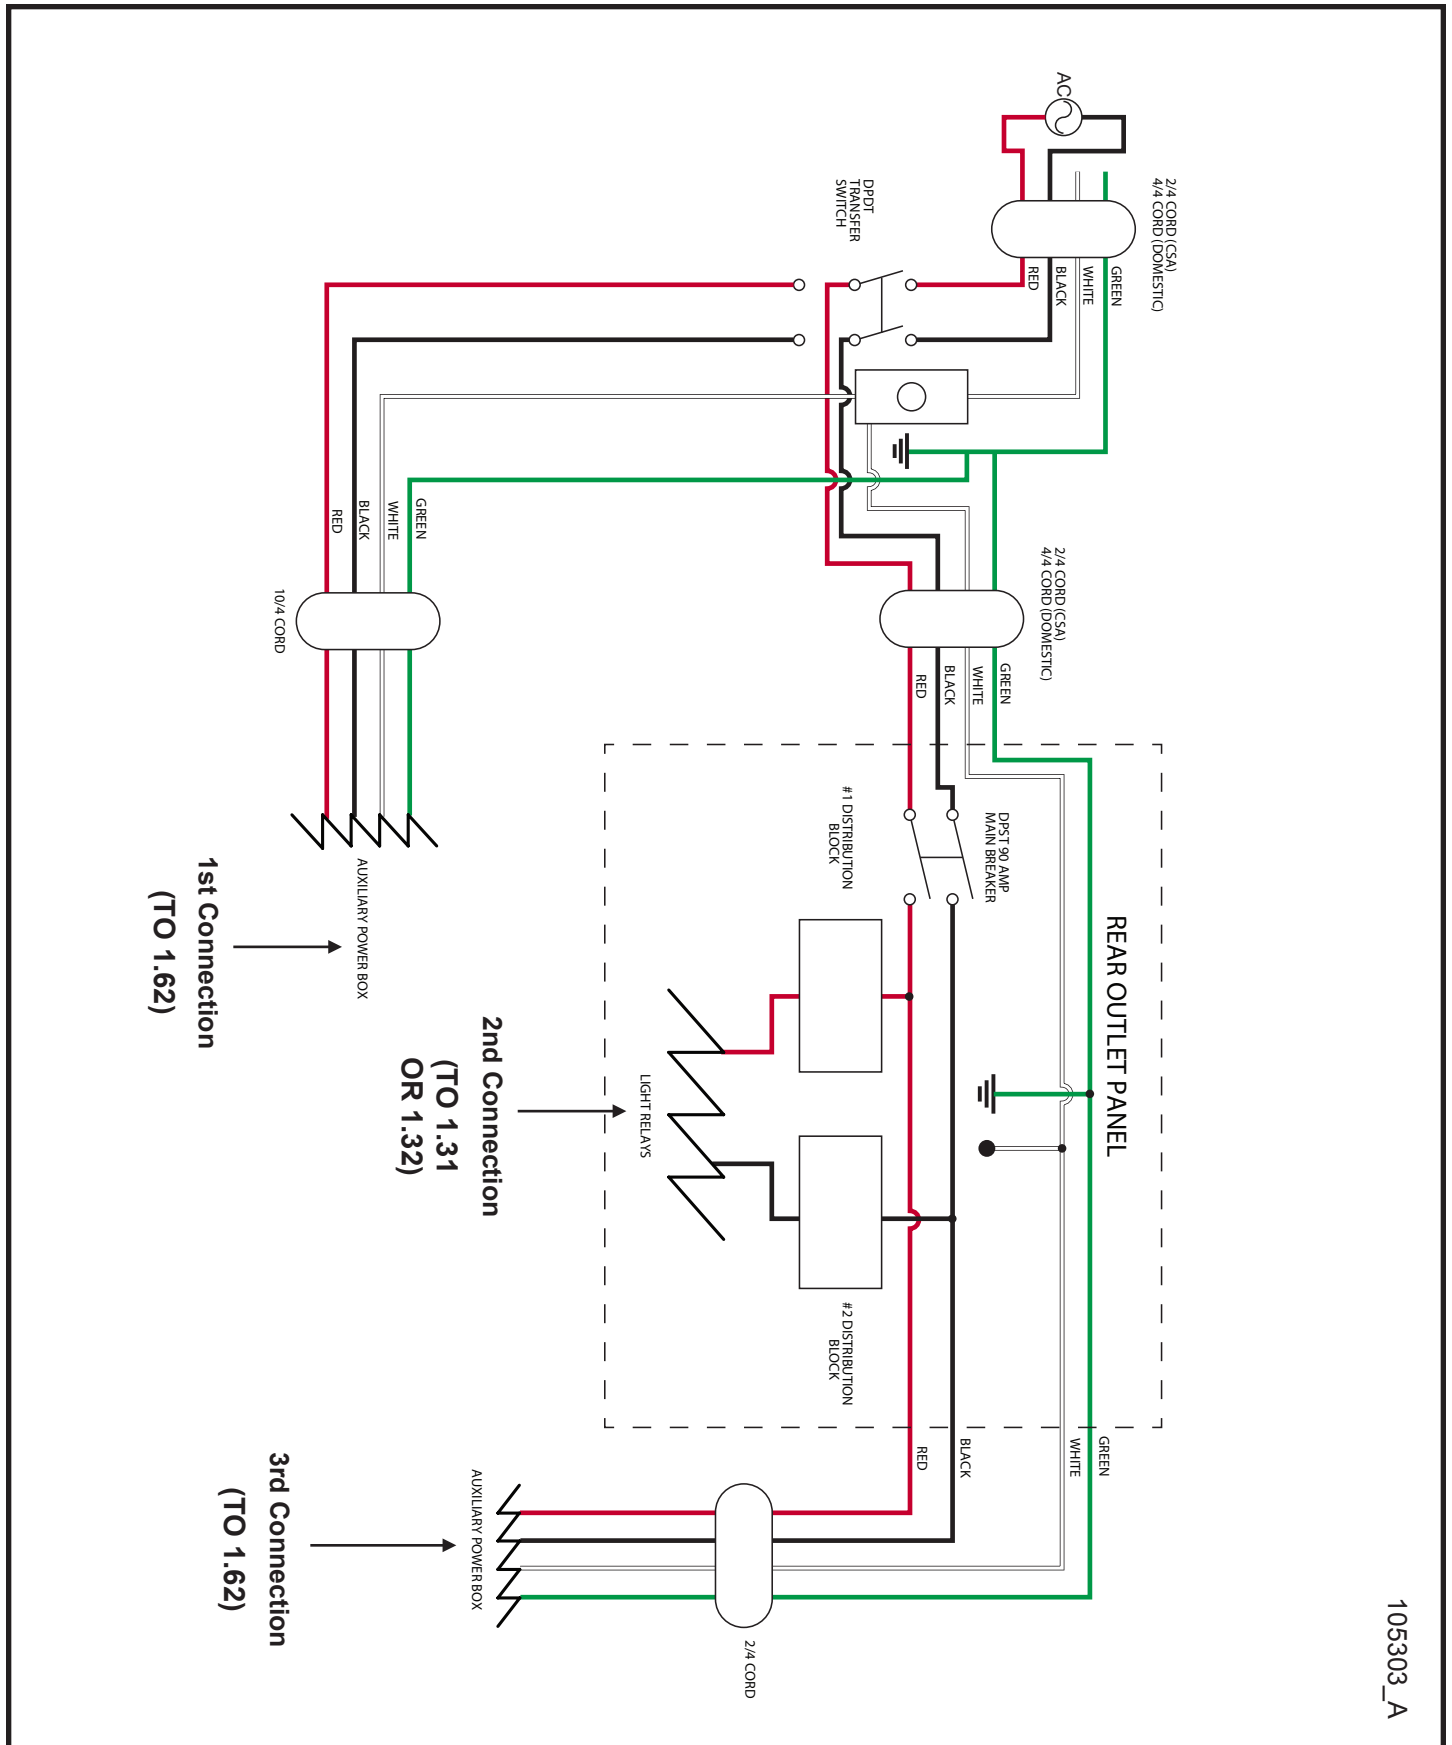 105303_A
AC
2/4 CORD (CSA)
4/4 CORD (DOMESTIC)
GREEN
WHITE
BLACK
RED
DPDT
TRANSFER
SWITCH
2/4 CORD (CSA)
4/4 CORD (DOMESTIC)
GREEN
WHITE
BLACK
RED
GREEN
WHITE
BLACK
RED
10/4 CORD
AUXILIARY POWER BOX
1st Connection
(TO 1.62)
REAR OUTLET PANEL
DPST 90 AMP
MAIN BREAKER
#1 DISTRIBUTION
BLOCK
#2 DISTRIBUTION
BLOCK
LIGHT RELAYS
2nd Connection
(TO 1.31
OR 1.32)
GREEN
WHITE
BLACK
RED
2/4 CORD
AUXILIARY POWER BOX
3rd Connection
(TO 1.62)